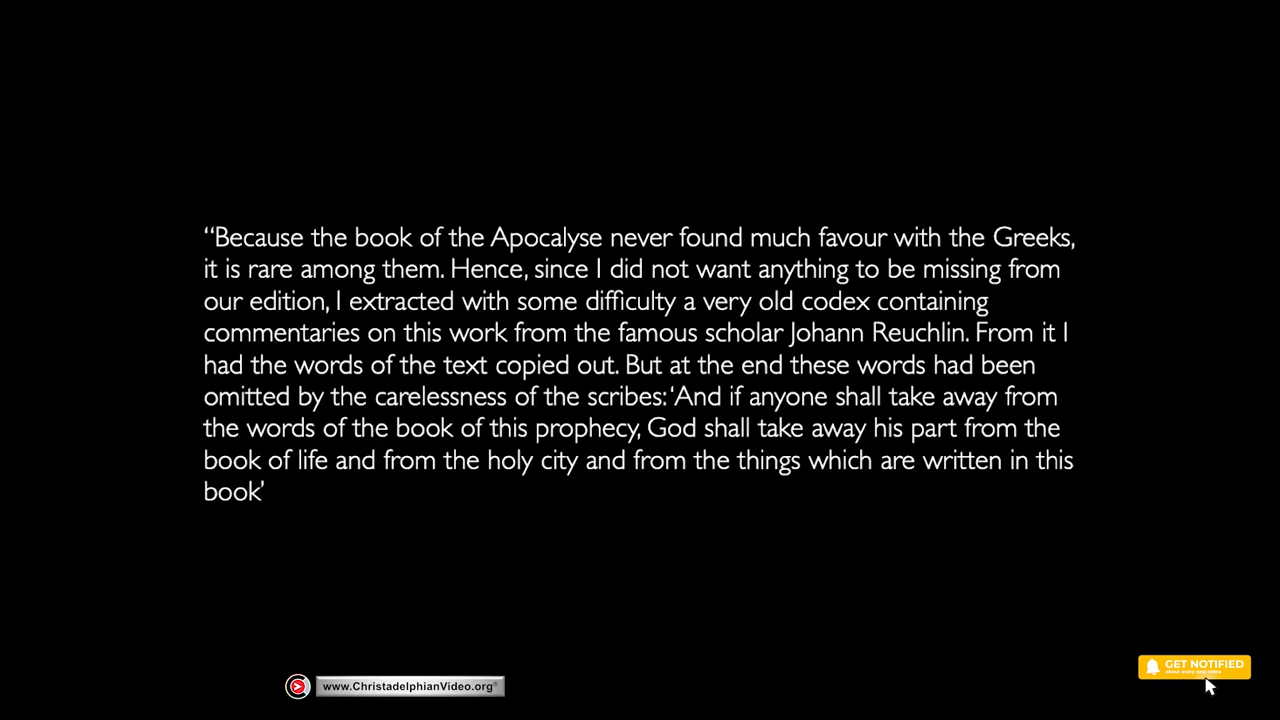 “Because the book of the Apocalyse never found much favour with the Greeks,
it is rare among them. Hence, since I did not want anything to be missing from
our edition, I extracted with some difficulty a very old codex containing
commentaries on this work from the famous scholar Johann Reuchlin. From it I
had the words of the text copied out. But at the end these words had been
omitted by the carelessness of the scribes: ‘And if anyone shall take away from
the words of the book of this prophecy, God shall take away his part from the
book of life and from the holy city and from the things which are written in this
book’
www.ChristadelphianVideo.org®
GET NOTIFIED
about every new video